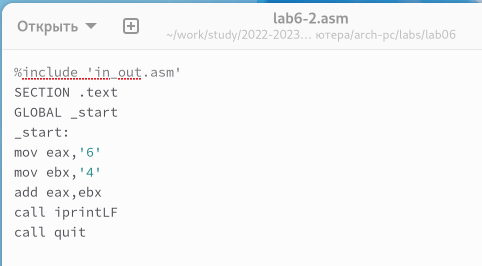 Открыть
lab6-2.asm
~/work/study/2022-2023... ютера/arch-pc/labs/lab06
%include 'in_out.asm'
SECTION .text
GLOBAL _start
_start:
mov eax,'6'
mov ebx,'4'
add eax,ebx
call iprintLF
call quit